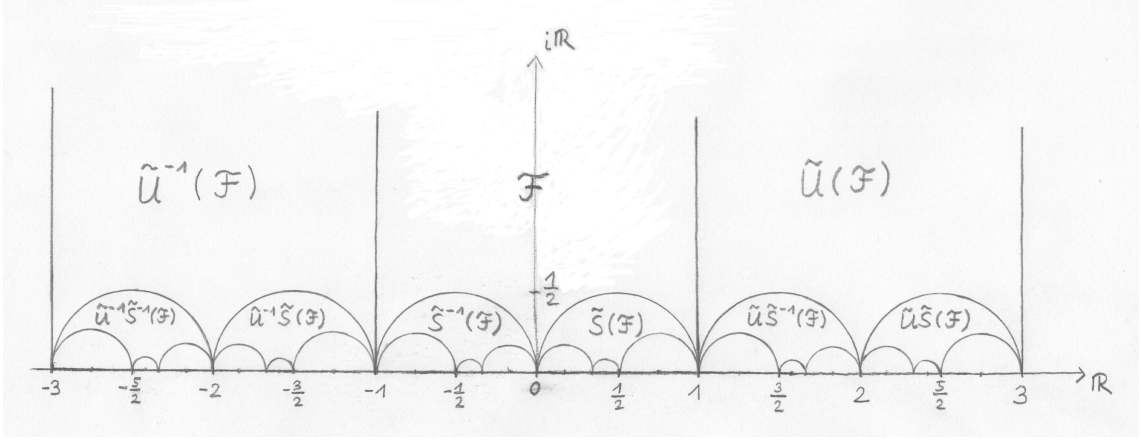 iℝ
Ũ⁻¹(ℱ) ℱ Ũ(ℱ)
1/2
Ũ⁻¹S̃⁻¹(ℱ) Ũ⁻¹S̃(ℱ) S̃⁻¹(ℱ) S̃(ℱ) ŨS̃⁻¹(ℱ) ŨS̃(ℱ)
-3 -5/2 -2 -3/2 -1 -1/2 0 1/2 1 3/2 2 5/2 3 ℝ